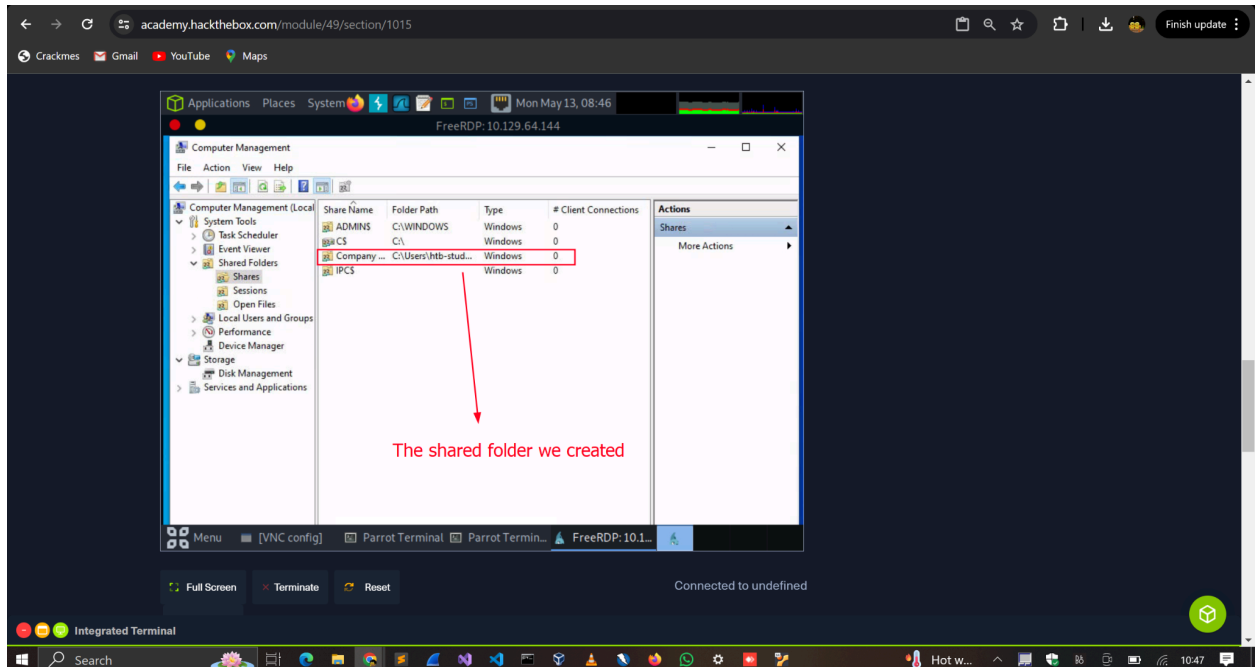 academy.hackthebox.com/module/49/section/1015
Finish update
Crackmes Gmail YouTube Maps
Applications Places System Mon May 13, 08:46
FreeRDP: 10.129.64.144
Computer Management
File Action View Help
Computer Management (Local
System Tools
Task Scheduler
Event Viewer
Shared Folders
Shares
Sessions
Open Files
Local Users and Groups
Performance
Device Manager
Storage
Disk Management
Services and Applications
Share Name Folder Path Type # Client Connections
ADMIN$ C:\WINDOWS Windows 0
C$ C:\ Windows 0
Company ... C:\Users\htb-stud... Windows 0
IPC$ Windows 0
Actions
Shares
More Actions
The shared folder we created
Menu [VNC config] Parrot Terminal Parrot Termin... FreeRDP: 10.1...
Full Screen Terminate Reset Connected to undefined
Integrated Terminal
Search Hot w... 10:47